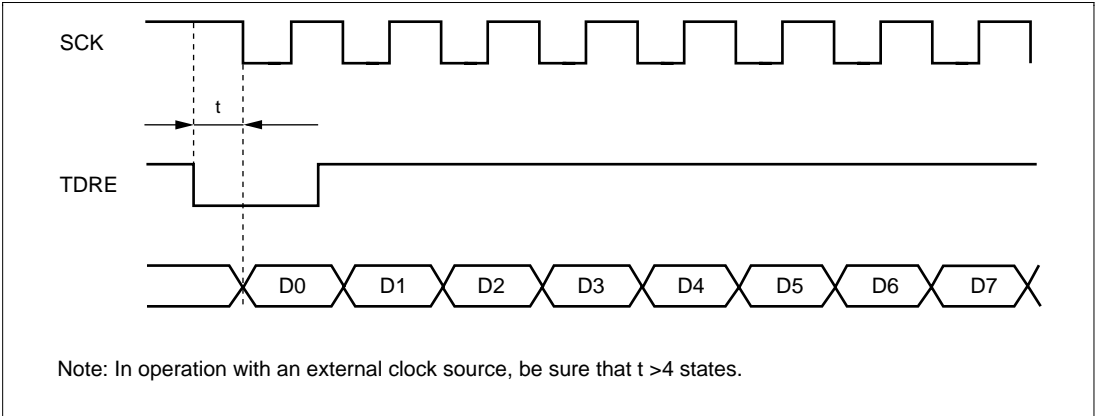 SCK
t
TDRE
D0 D1 D2 D3 D4 D5 D6 D7
Note: In operation with an external clock source, be sure that t >4 states.